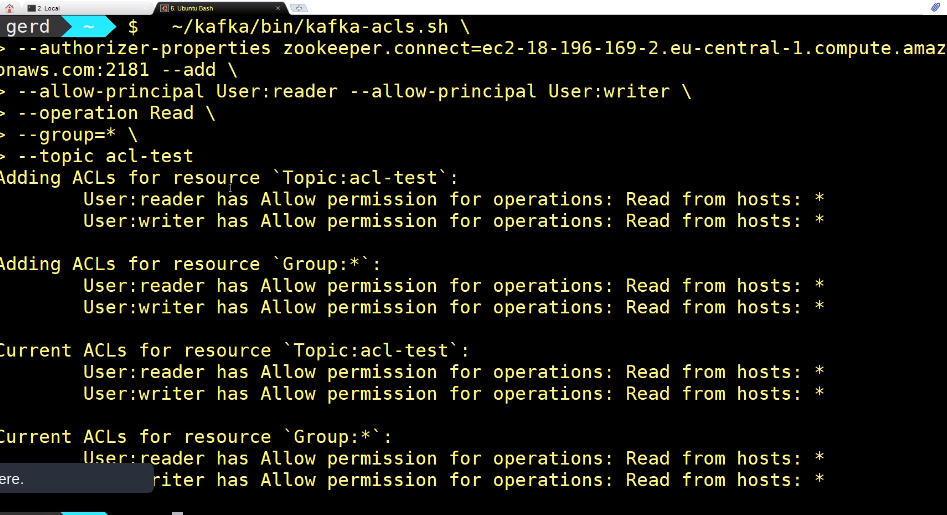 2. Local
6. Ubuntu Bash
gerd ~ $ ~/kafka/bin/kafka-acls.sh \
> --authorizer-properties zookeeper.connect=ec2-18-196-169-2.eu-central-1.compute.amaz
onaws.com:2181 --add \
> --allow-principal User:reader --allow-principal User:writer \
> --operation Read \
> --group=* \
> --topic acl-test
Adding ACLs for resource `Topic:acl-test`:
User:reader has Allow permission for operations: Read from hosts: *
User:writer has Allow permission for operations: Read from hosts: *
Adding ACLs for resource `Group:*`:
User:reader has Allow permission for operations: Read from hosts: *
User:writer has Allow permission for operations: Read from hosts: *
Current ACLs for resource `Topic:acl-test`:
User:reader has Allow permission for operations: Read from hosts: *
User:writer has Allow permission for operations: Read from hosts: *
Current ACLs for resource `Group:*`:
User:reader has Allow permission for operations: Read from hosts: *
ere.
riter has Allow permission for operations: Read from hosts: *